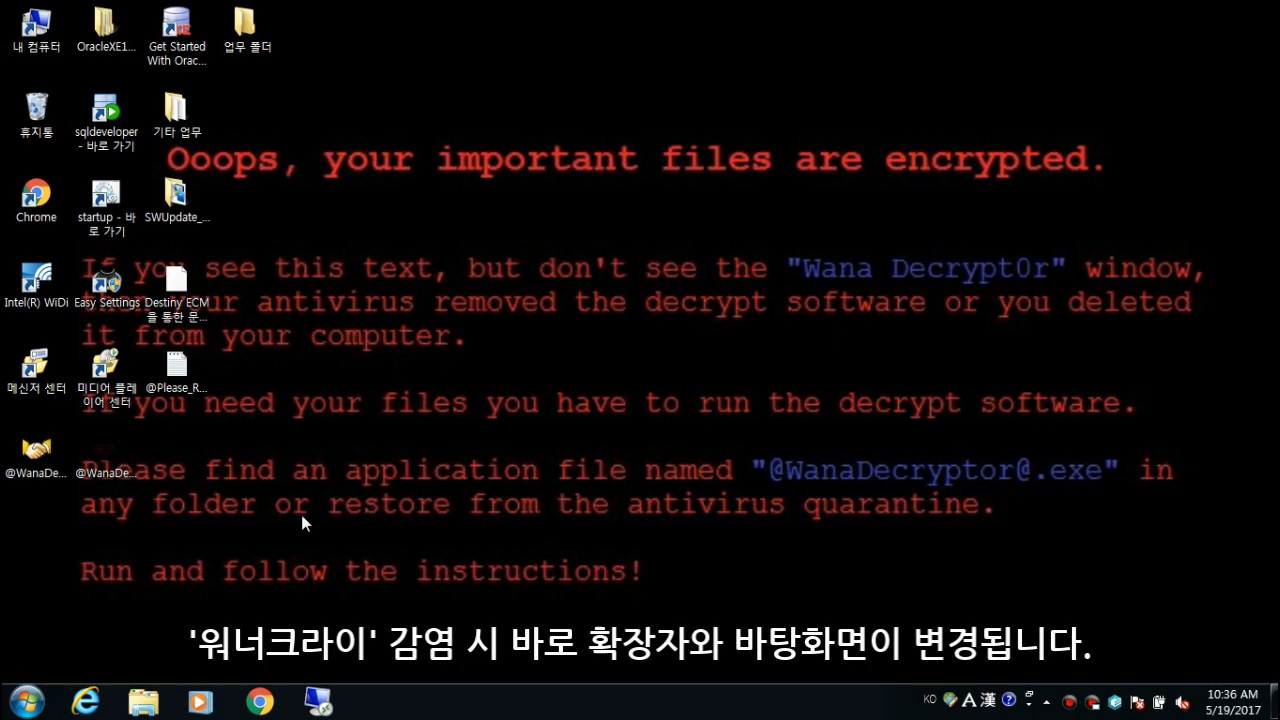 내 컴퓨터
OracleXE1...
Get Started
With Orac...
업무 폴더
휴지통
sqldeveloper
- 바로 가기
기타 업무
Ooops, your important files are encrypted.
Chrome
startup - 바
로 가기
SWUpdate_...
If you see this text, but don't see the "Wana Decrypt0r" window,
then your antivirus removed the decrypt software or you deleted
it from your computer.
Intel(R) WiDi
Easy Settings
Destiny ECM
을 통한 문...
메신저 센터
미디어 플레
이어 센터
@Please_R...
If you need your files you have to run the decrypt software.
@WanaDe...
@WanaDe...
Please find an application file named "@WanaDecryptor@.exe" in
any folder or restore from the antivirus quarantine.
Run and follow the instructions!
'워너크라이' 감염 시 바로 확장자와 바탕화면이 변경됩니다.
KO
A 漢
10:36 AM
5/19/2017